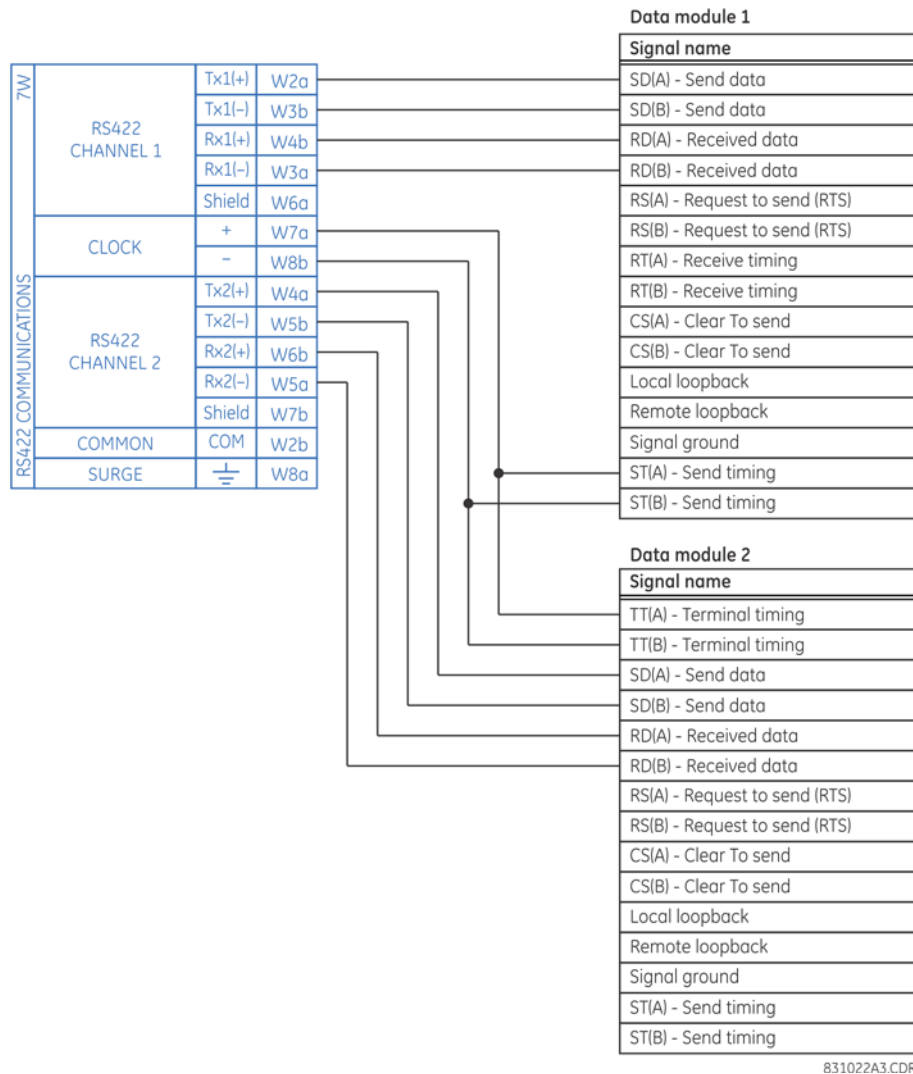 Data module 1
Signal name
7W
RS422 COMMUNICATIONS
RS422
CHANNEL 1
Tx1(+) W2a
Tx1(−) W3b
Rx1(+) W4b
Rx1(−) W3a
Shield W6a
CLOCK
+ W7a
− W8b
RS422
CHANNEL 2
Tx2(+) W4a
Tx2(−) W5b
Rx2(+) W6b
Rx2(−) W5a
Shield W7b
COMMON COM W2b
SURGE W8a
SD(A) - Send data
SD(B) - Send data
RD(A) - Received data
RD(B) - Received data
RS(A) - Request to send (RTS)
RS(B) - Request to send (RTS)
RT(A) - Receive timing
RT(B) - Receive timing
CS(A) - Clear To send
CS(B) - Clear To send
Local loopback
Remote loopback
Signal ground
ST(A) - Send timing
ST(B) - Send timing
Data module 2
Signal name
TT(A) - Terminal timing
TT(B) - Terminal timing
SD(A) - Send data
SD(B) - Send data
RD(A) - Received data
RD(B) - Received data
RS(A) - Request to send (RTS)
RS(B) - Request to send (RTS)
CS(A) - Clear To send
CS(B) - Clear To send
Local loopback
Remote loopback
Signal ground
ST(A) - Send timing
ST(B) - Send timing
831022A3.CDR